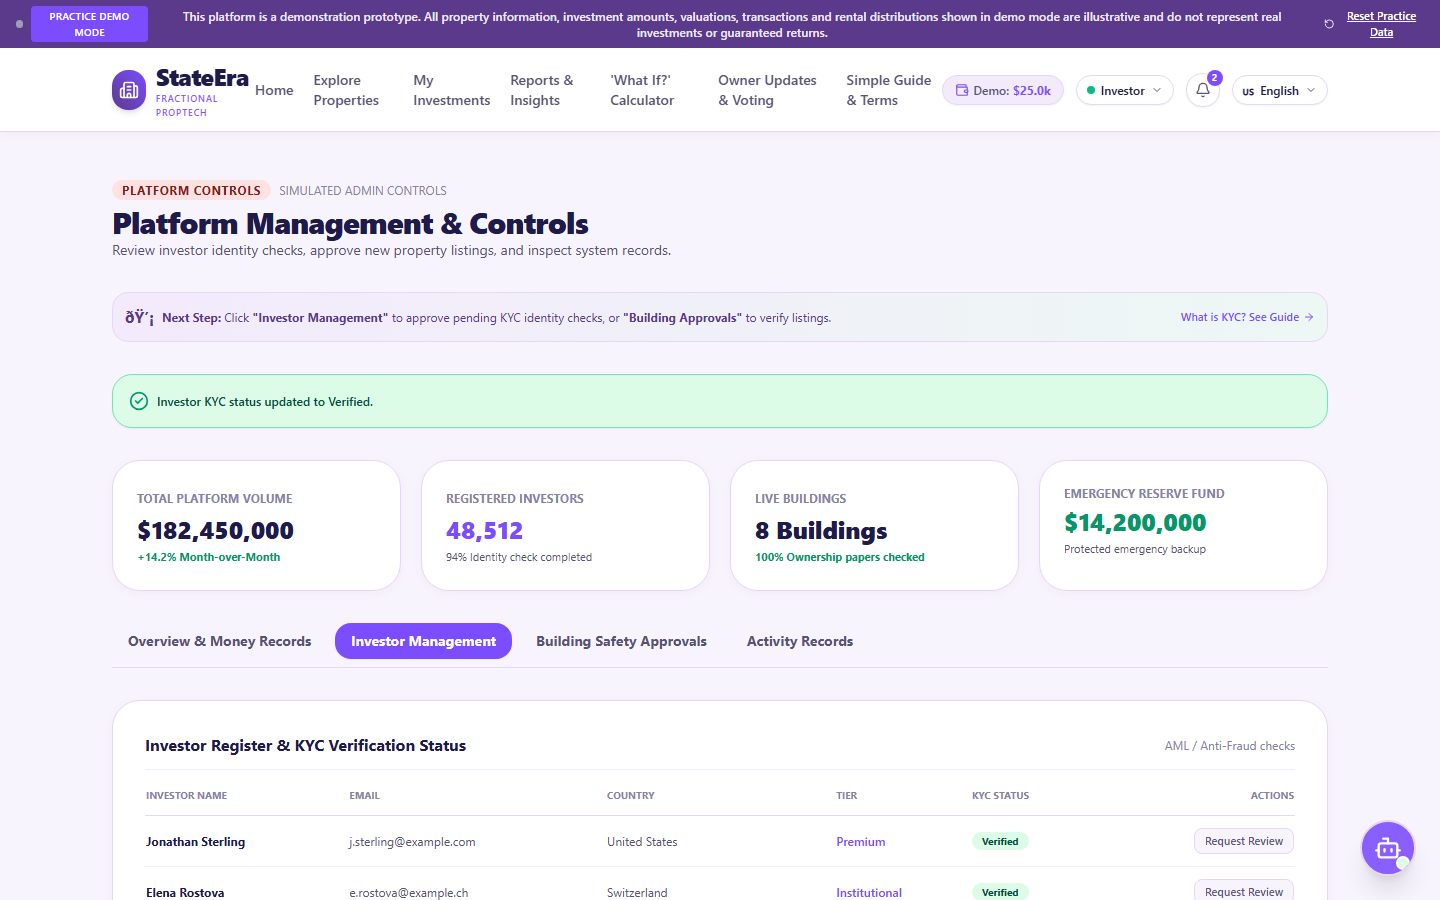 PRACTICE DEMO
MODE
This platform is a demonstration prototype. All property information, investment amounts, valuations, transactions and rental distributions shown in demo mode are illustrative and do not represent real
investments or guaranteed returns.
Reset Practice
Data
StateEra
FRACTIONAL
PROPTECH
Home
Explore
Properties
My
Investments
Reports &
Insights
'What If?'
Calculator
Owner Updates
& Voting
Simple Guide
& Terms
Demo: $25.0k
Investor
2
us English
PLATFORM CONTROLS SIMULATED ADMIN CONTROLS
Platform Management & Controls
Review investor identity checks, approve new property listings, and inspect system records.
ðŸ’¡ Next Step: Click "Investor Management" to approve pending KYC identity checks, or "Building Approvals" to verify listings.
What is KYC? See Guide →
Investor KYC status updated to Verified.
TOTAL PLATFORM VOLUME
$182,450,000
+14.2% Month-over-Month
REGISTERED INVESTORS
48,512
94% Identity check completed
LIVE BUILDINGS
8 Buildings
100% Ownership papers checked
EMERGENCY RESERVE FUND
$14,200,000
Protected emergency backup
Overview & Money Records
Investor Management
Building Safety Approvals
Activity Records
Investor Register & KYC Verification Status
AML / Anti-Fraud checks
INVESTOR NAME EMAIL COUNTRY TIER KYC STATUS ACTIONS
Jonathan Sterling j.sterling@example.com United States Premium Verified Request Review
Elena Rostova e.rostova@example.ch Switzerland Institutional Verified Request Review